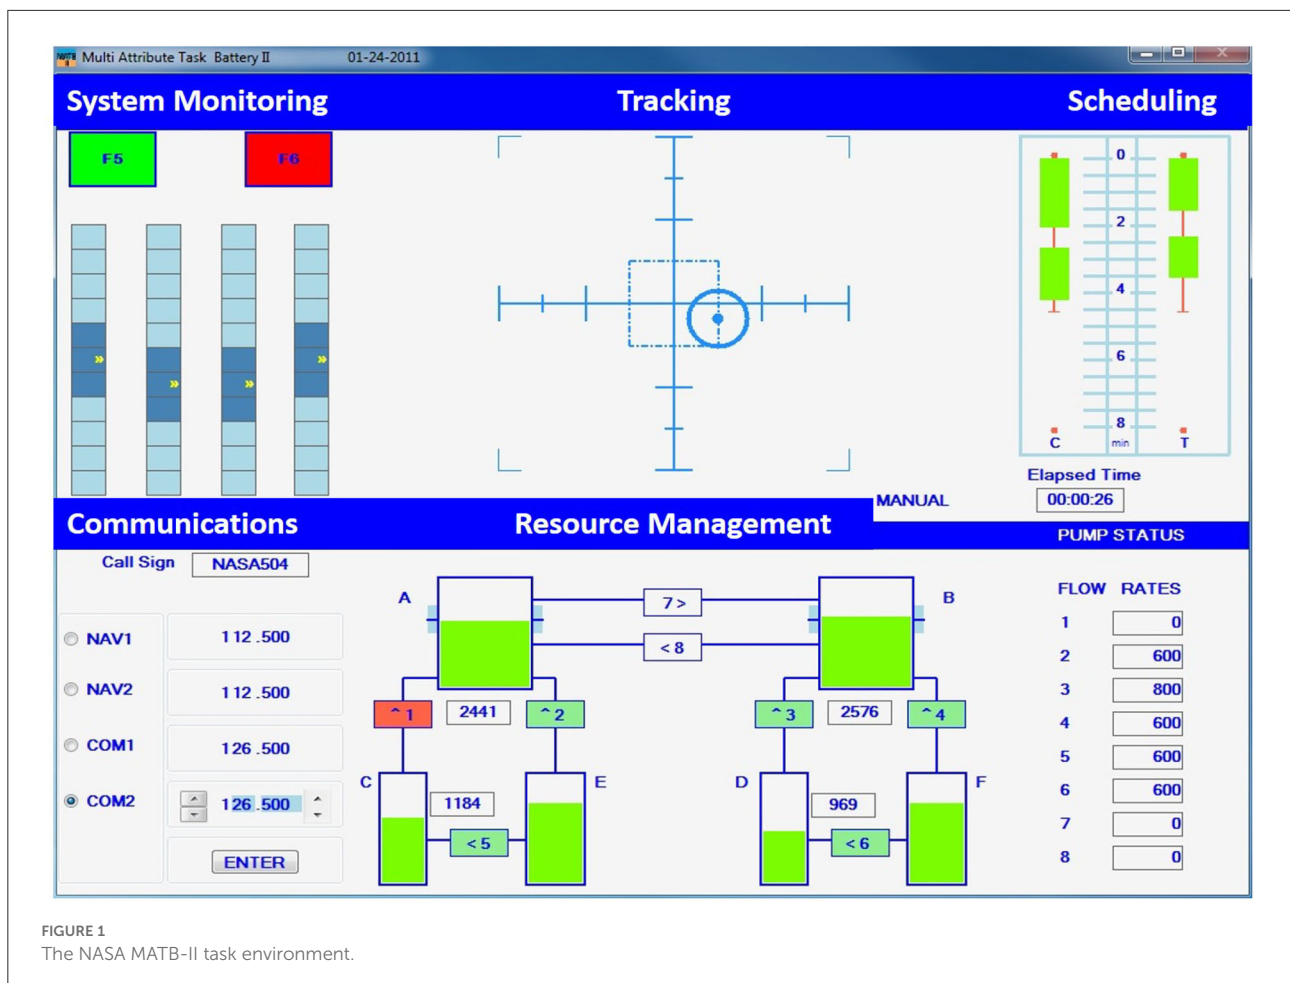 MATB II Multi Attribute Task Battery II 01-24-2011
System Monitoring Tracking Scheduling
F5 F6
0
2
4
6
8
C min T
Elapsed Time
MANUAL 00:00:26
Communications Resource Management
PUMP STATUS
Call Sign NASA504
A 7 > B
< 8
NAV1 112.500
NAV2 112.500
COM1 126.500
COM2 126.500
ENTER
^ 1 2441 ^ 2 ^ 3 2576 ^ 4
C E D F
1184 969
< 5 < 6
FLOW RATES
1 0
2 600
3 800
4 600
5 600
6 600
7 0
8 0
FIGURE 1
The NASA MATB-II task environment.